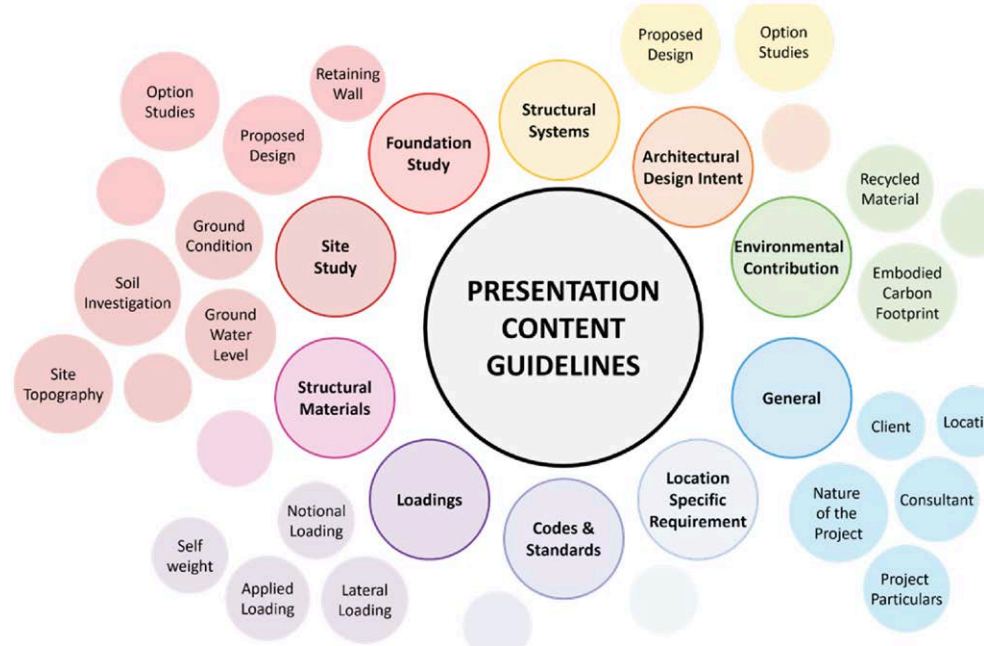 Proposed
Design
Option
Studies
Retaining
Wall
Option
Studies
Proposed
Design
Foundation
Study
Structural
Systems
Architectural
Design Intent
Recycled
Material
Ground
Condition
Site
Study
Environmental
Contribution
Embodied
Carbon
Footprint
Soil
Investigation
Ground
Water
Level
Site
Topography
PRESENTATION
CONTENT
GUIDELINES
Structural
Materials
General
Client
Locati
Loadings
Codes &
Standards
Location
Specific
Requirement
Nature
of the
Project
Consultant
Project
Particulars
Notional
Loading
Self
weight
Applied
Loading
Lateral
Loading